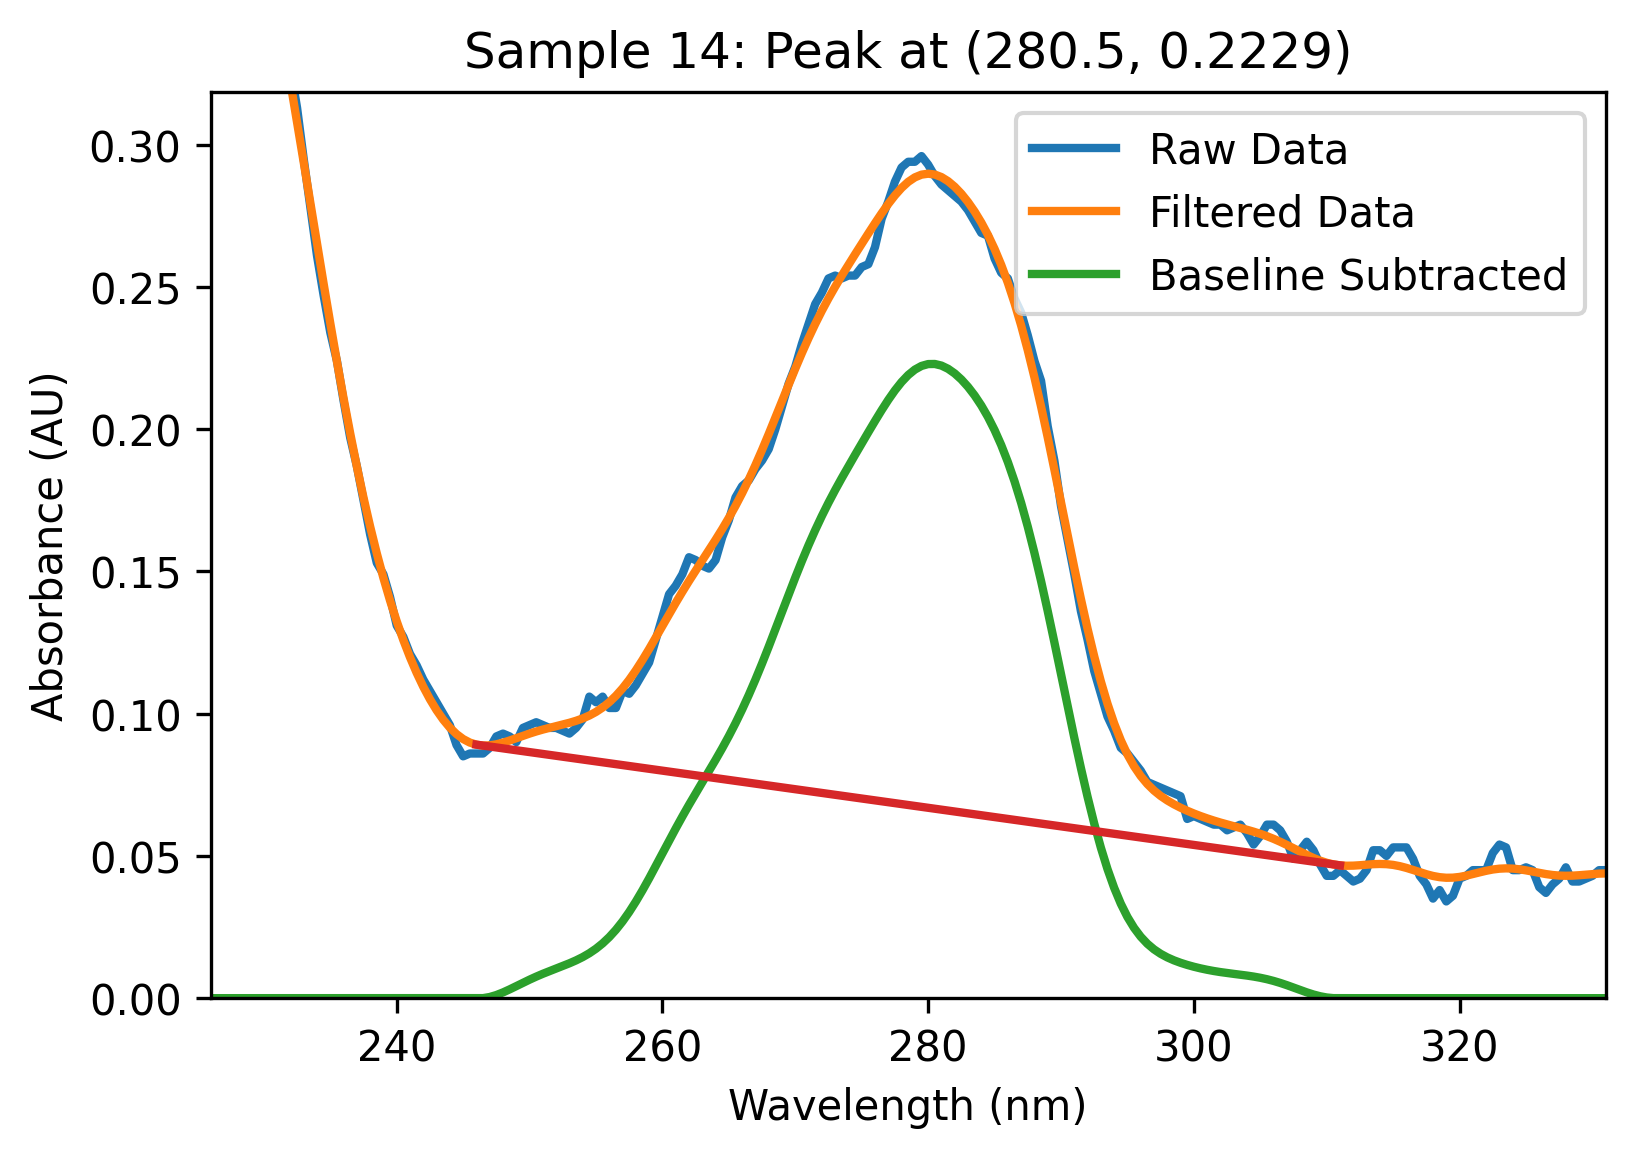 Sample 14: Peak at (280.5, 0.2229)
Raw Data
Filtered Data
Baseline Subtracted
Absorbance (AU)
0.30
0.25
0.20
0.15
0.10
0.05
0.00
240
260
280
300
320
Wavelength (nm)